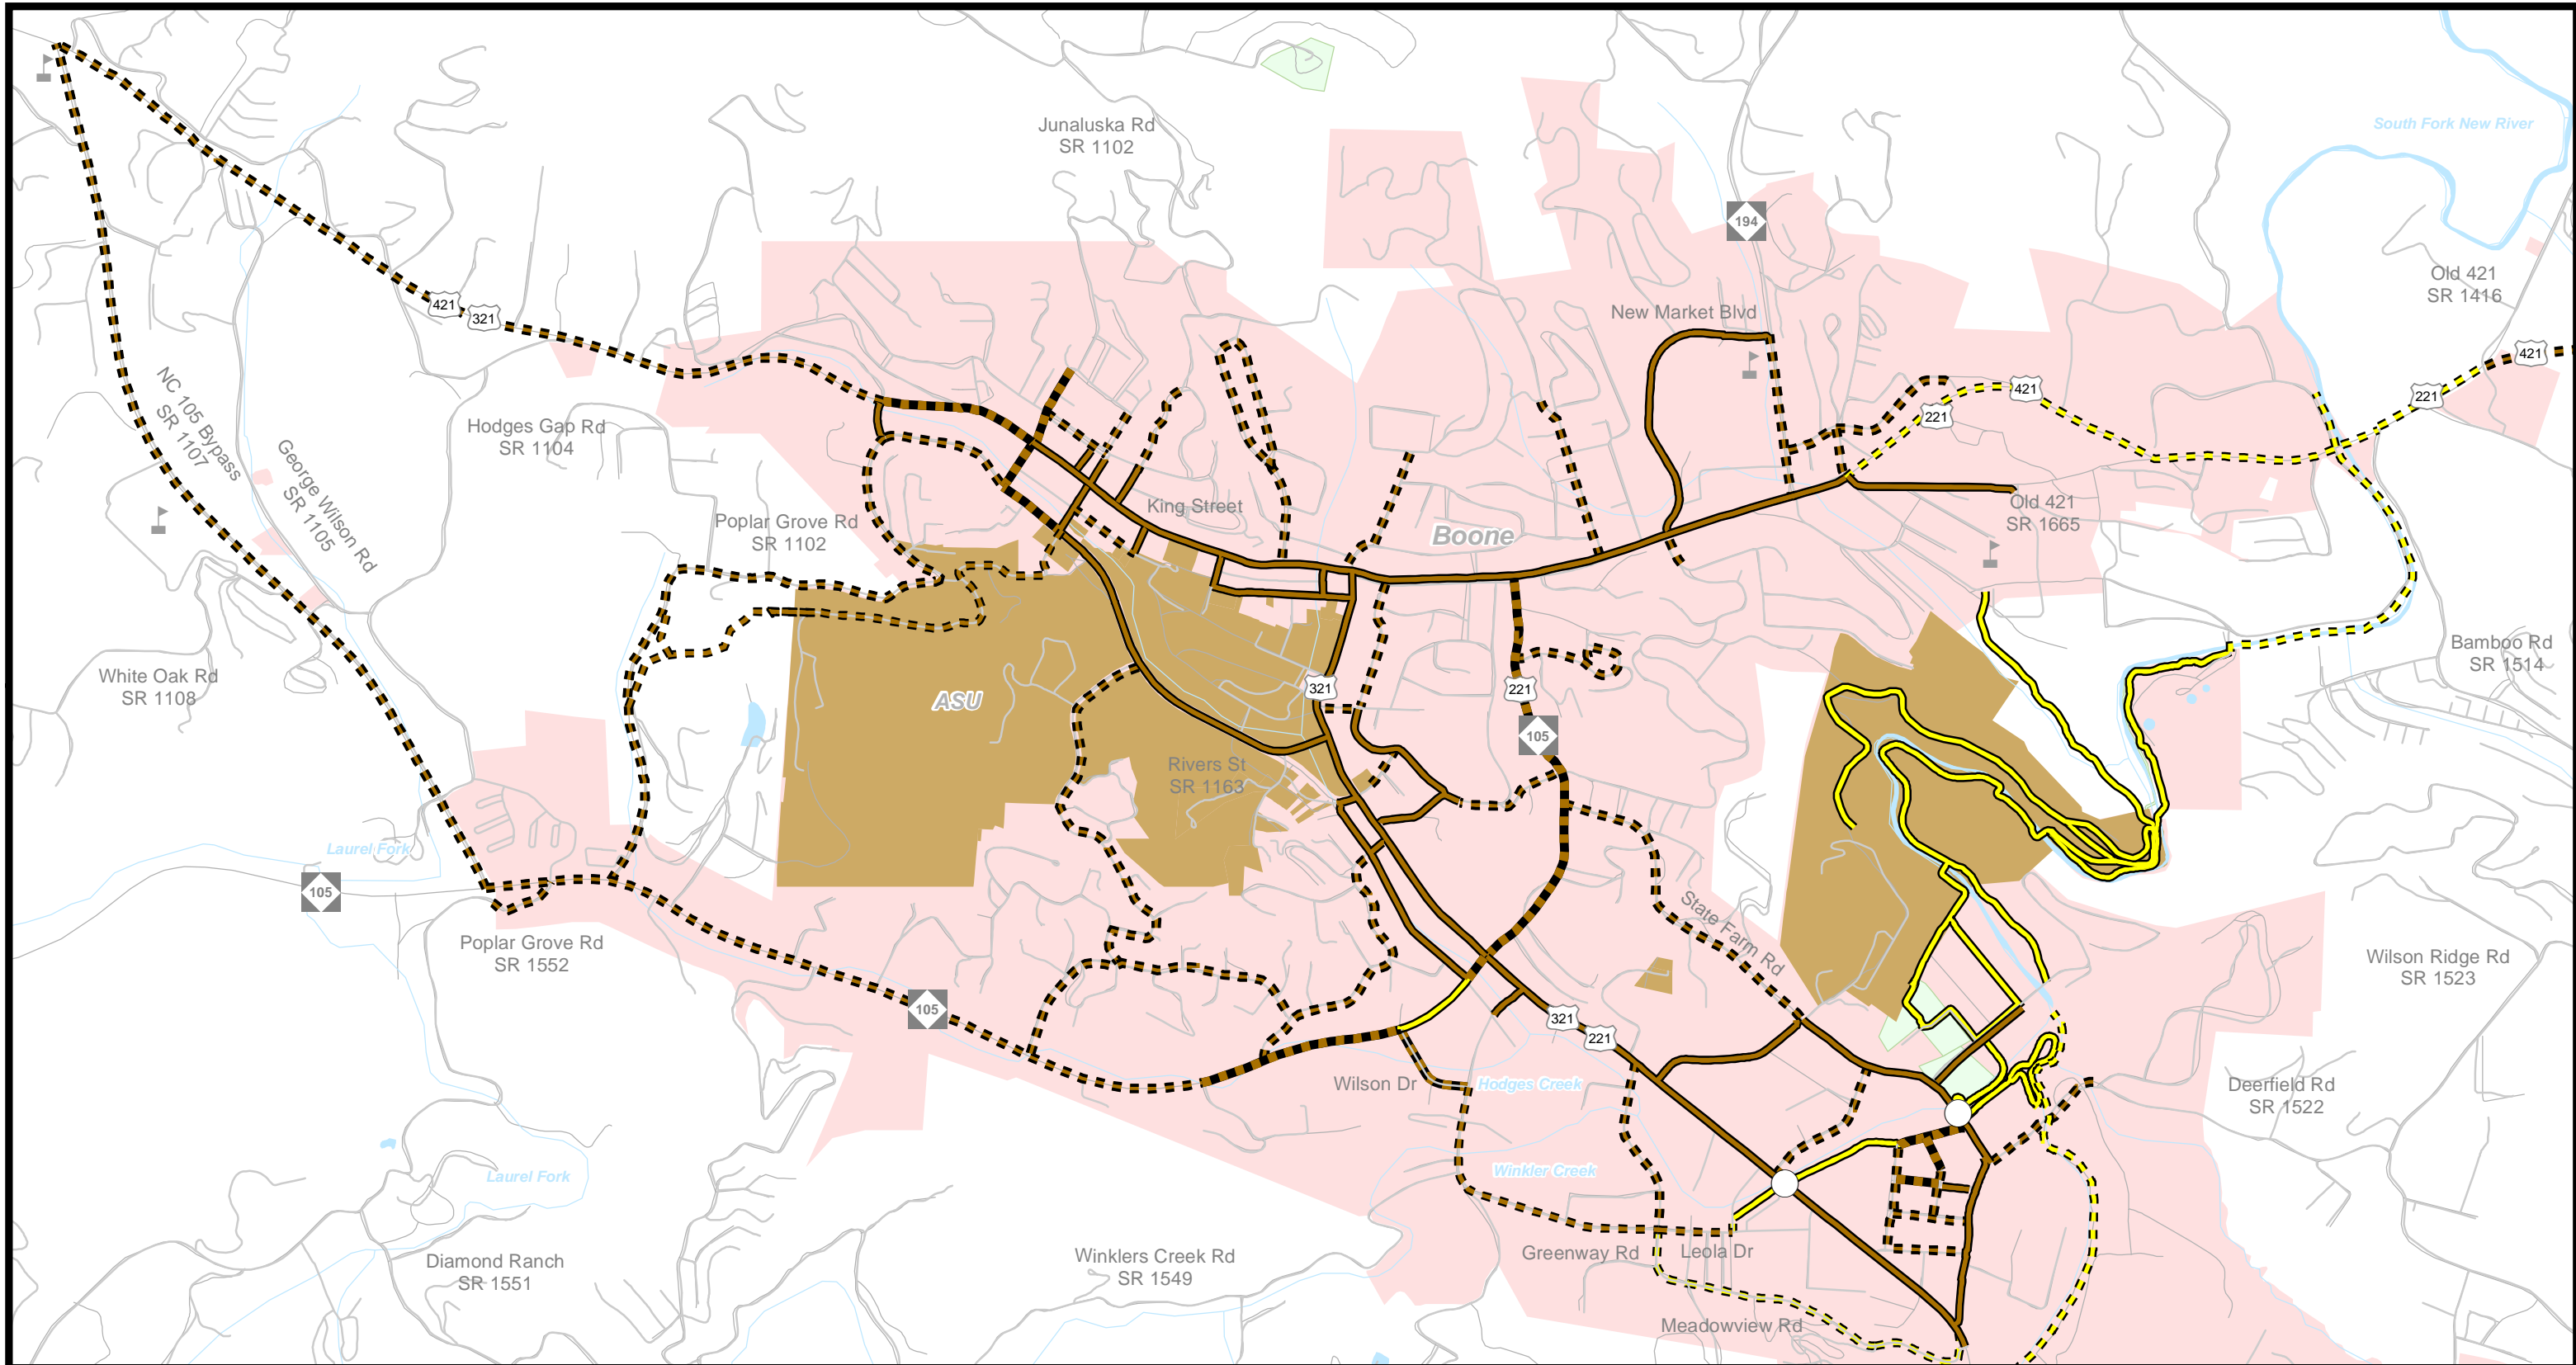 South Fork New River
Junaluska Rd
SR 1102
194
Old 421
SR 1416
421
321
New Market Blvd
421
221
421
221
NC 105 Bypass
SR 1107
George Wilson Rd
SR 1105
Hodges Gap Rd
SR 1104
King Street
Old 421
SR 1665
Poplar Grove Rd
SR 1102
Boone
White Oak Rd
SR 1108
ASU
321
221
105
Bamboo Rd
SR 1514
Rivers St
SR 1163
Laurel Fork
105
State Farm Rd
Poplar Grove Rd
SR 1552
Wilson Ridge Rd
SR 1523
105
321
221
Wilson Dr
Hodges Creek
Deerfield Rd
SR 1522
Laurel Fork
Winkler Creek
Diamond Ranch
SR 1551
Winklers Creek Rd
SR 1549
Greenway Rd
Leola Dr
Meadowview Rd